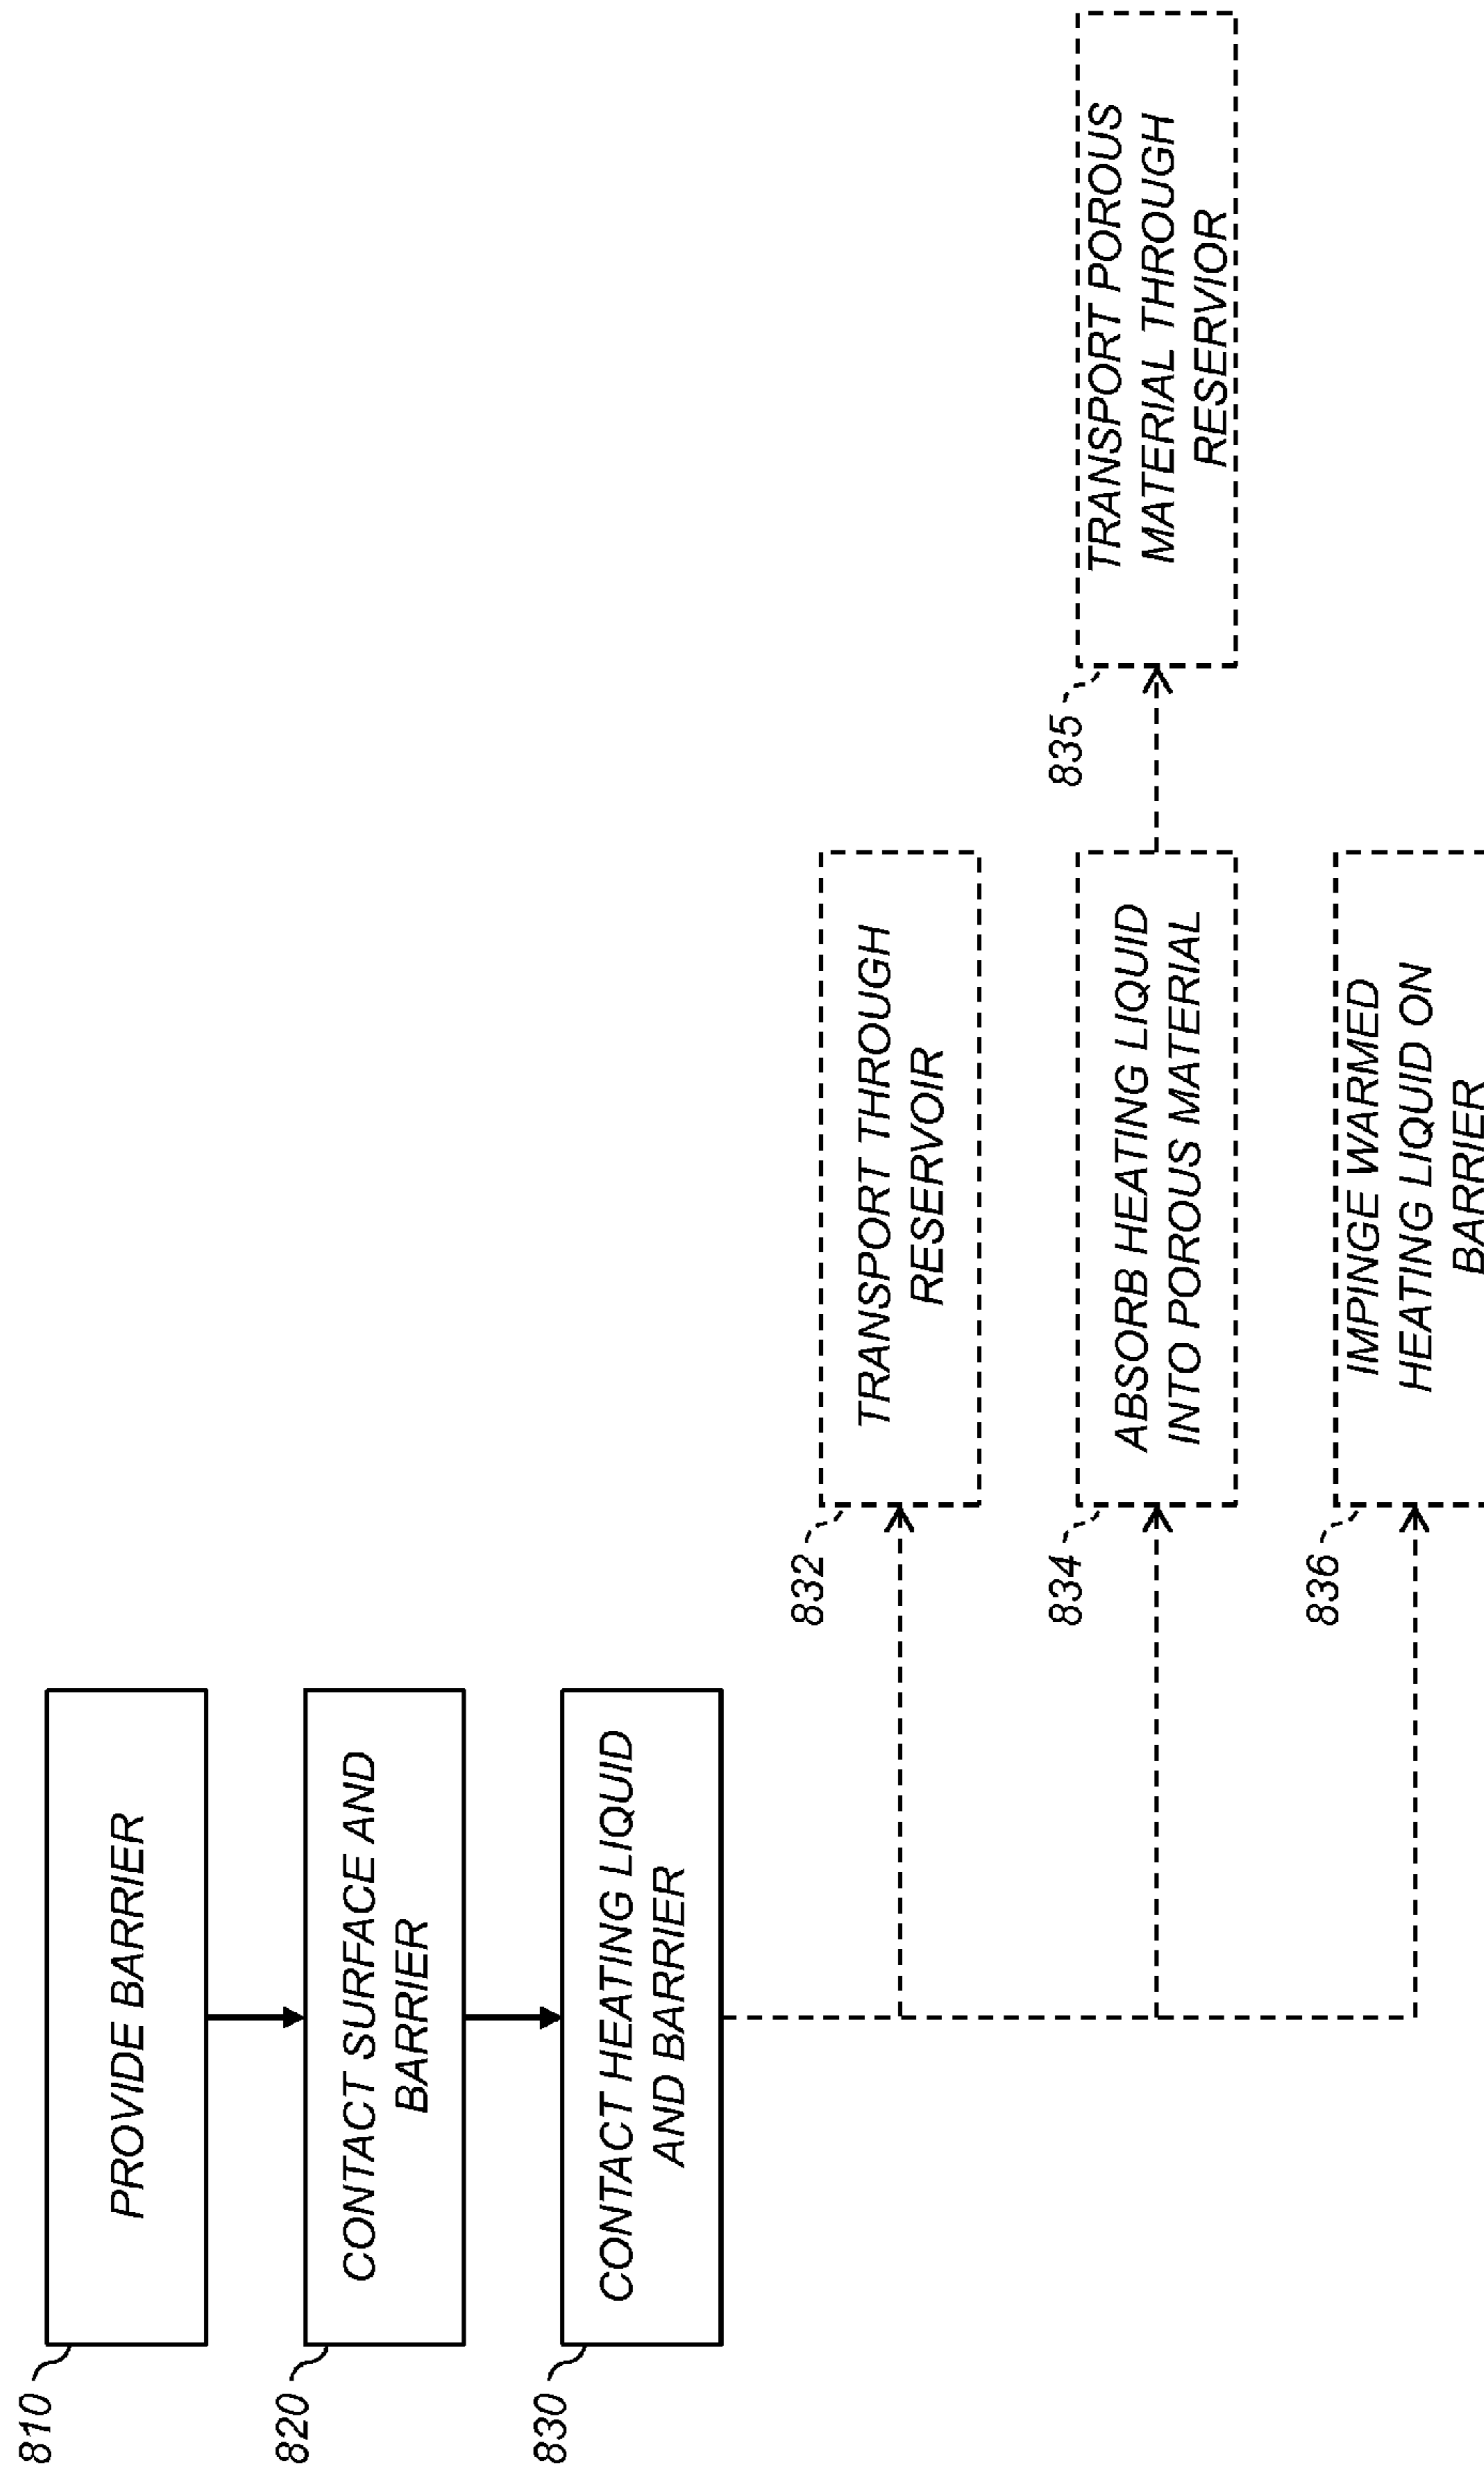 810
PROVIDE BARRIER
820
CONTACT SURFACE AND
BARRIER
830
CONTACT HEATING LIQUID
AND BARRIER
832
TRANSPORT THROUGH
RESERVOIR
834
ABSORB HEATING LIQUID
INTO POROUS MATERIAL
835
TRANSPORT POROUS
MATERIAL THROUGH
RESERVIOR
836
IMPINGE WARMED
HEATING LIQUID ON
BARRIER